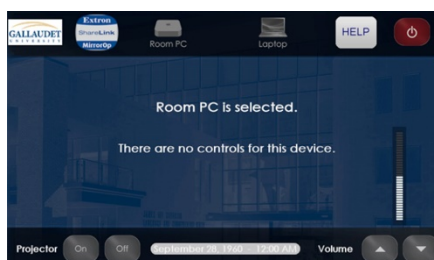 GALLAUDET
UNIVERSITY
Extron
ShareLink
MirrorOp
Room PC
Laptop
HELP
Room PC is selected.
There are no controls for this device.
Projector
On
Off
September 28, 1960 - 12:00 AM
Volume